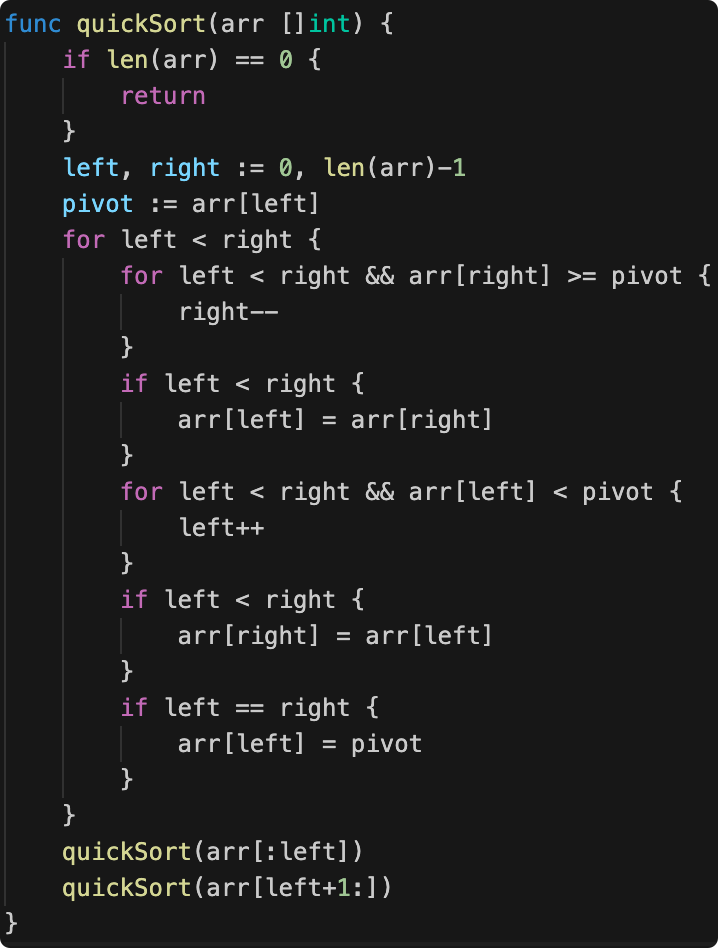 func quickSort(arr []int) {
    if len(arr) == 0 {
        return
    }
    left, right := 0, len(arr)-1
    pivot := arr[left]
    for left < right {
        for left < right && arr[right] >= pivot {
            right--
        }
        if left < right {
            arr[left] = arr[right]
        }
        for left < right && arr[left] < pivot {
            left++
        }
        if left < right {
            arr[right] = arr[left]
        }
        if left == right {
            arr[left] = pivot
        }
    }
    quickSort(arr[:left])
    quickSort(arr[left+1:])
}